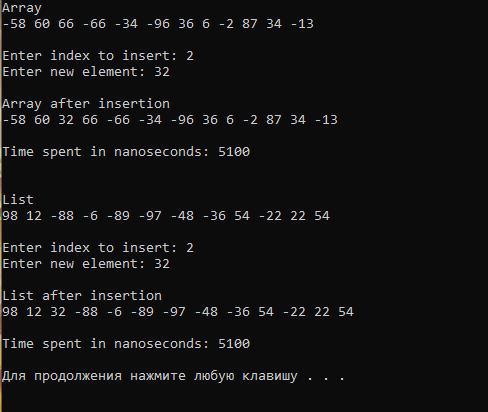 Array
-58 60 66 -66 -34 -96 36 6 -2 87 34 -13
Enter index to insert: 2
Enter new element: 32
Array after insertion
-58 60 32 66 -66 -34 -96 36 6 -2 87 34 -13
Time spent in nanoseconds: 5100
List
98 12 -88 -6 -89 -97 -48 -36 54 -22 22 54
Enter index to insert: 2
Enter new element: 32
List after insertion
98 12 32 -88 -6 -89 -97 -48 -36 54 -22 22 54
Time spent in nanoseconds: 5100
Для продолжения нажмите любую клавишу . . .